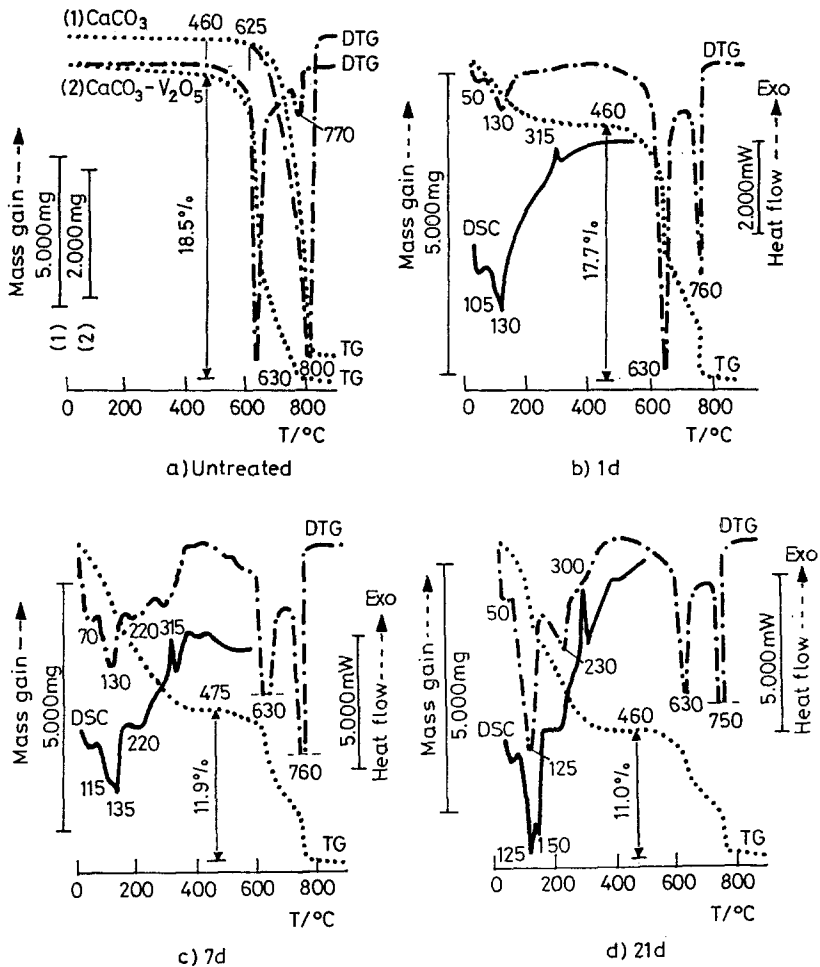 (1) CaCO₃ 460 625 DTG
DTG
(2) CaCO₃ – V₂O₅
770
Mass gain --->
5.000mg
2.000mg
(1)
(2)
18.5%
630
800
TG
TG
0 200 400 600 800
T/°C
a) Untreated
DTG
50
130
460
315
Mass gain --->
5.000mg
DSC
105
130
17.7%
Exo
2.000mW
Heat flow --->
760
630
TG
0 200 400 600 800
T/°C
b) 1d
DTG
70
130
220
315
Mass gain --->
5.000mg
DSC
115
135
220
475
11.9%
630
760
Exo
5.000mW
Heat flow --->
TG
0 200 400 600 800
T/°C
c) 7d
DTG
50
300
230
125
Mass gain --->
5.000mg
DSC
125
150
460
11.0%
630
750
Exo
5.000mW
Heat flow --->
TG
0 200 400 600 800
T/°C
d) 21d